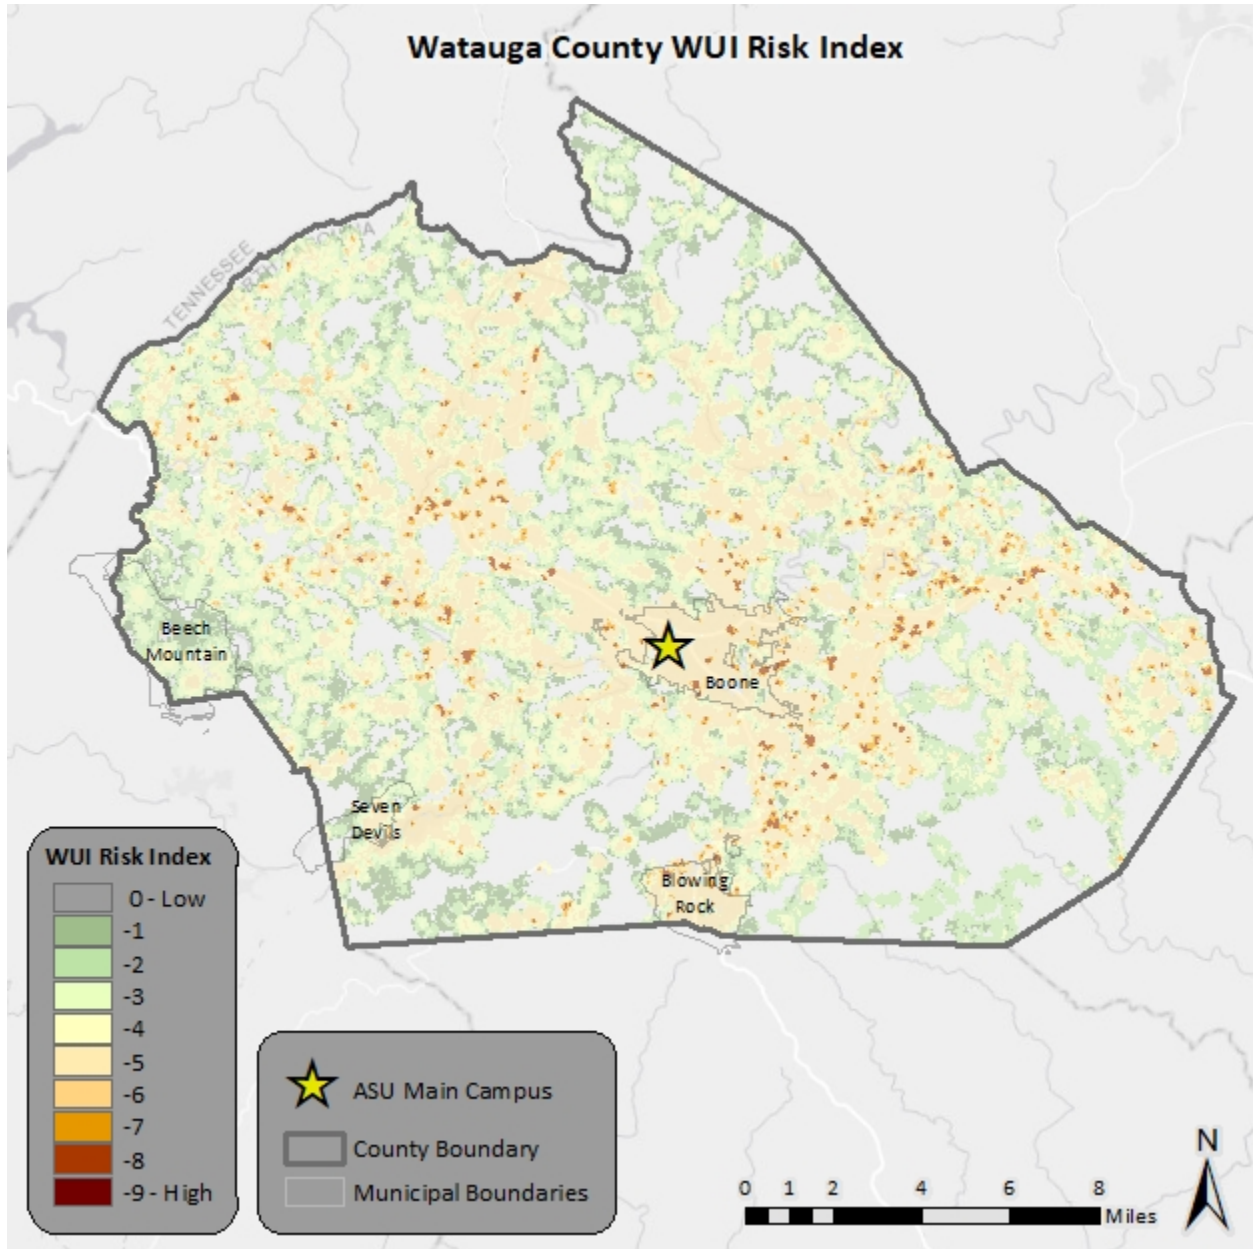 Watauga County WUI Risk Index
TENNESSEE
Beech
Mountain
Boone
Seven
Devils
Blowing
Rock
WUI Risk Index
0 - Low
-1
-2
-3
-4
-5
-6
-7
-8
-9 - High
ASU Main Campus
County Boundary
Municipal Boundaries
N
0 1 2 4 6 8
Miles